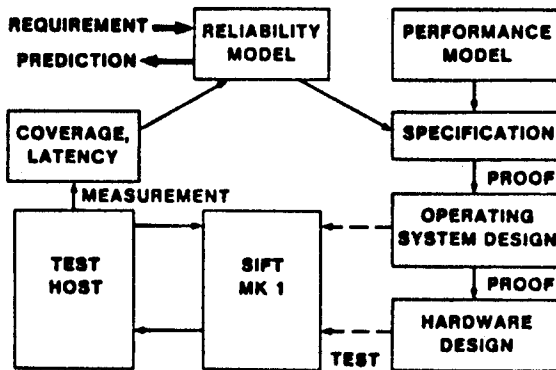 REQUIREMENT
PREDICTION
RELIABILITY
MODEL
PERFORMANCE
MODEL
COVERAGE,
LATENCY
SPECIFICATION
MEASUREMENT
PROOF
TEST
HOST
SIFT
MK 1
OPERATING
SYSTEM DESIGN
PROOF
HARDWARE
DESIGN
TEST